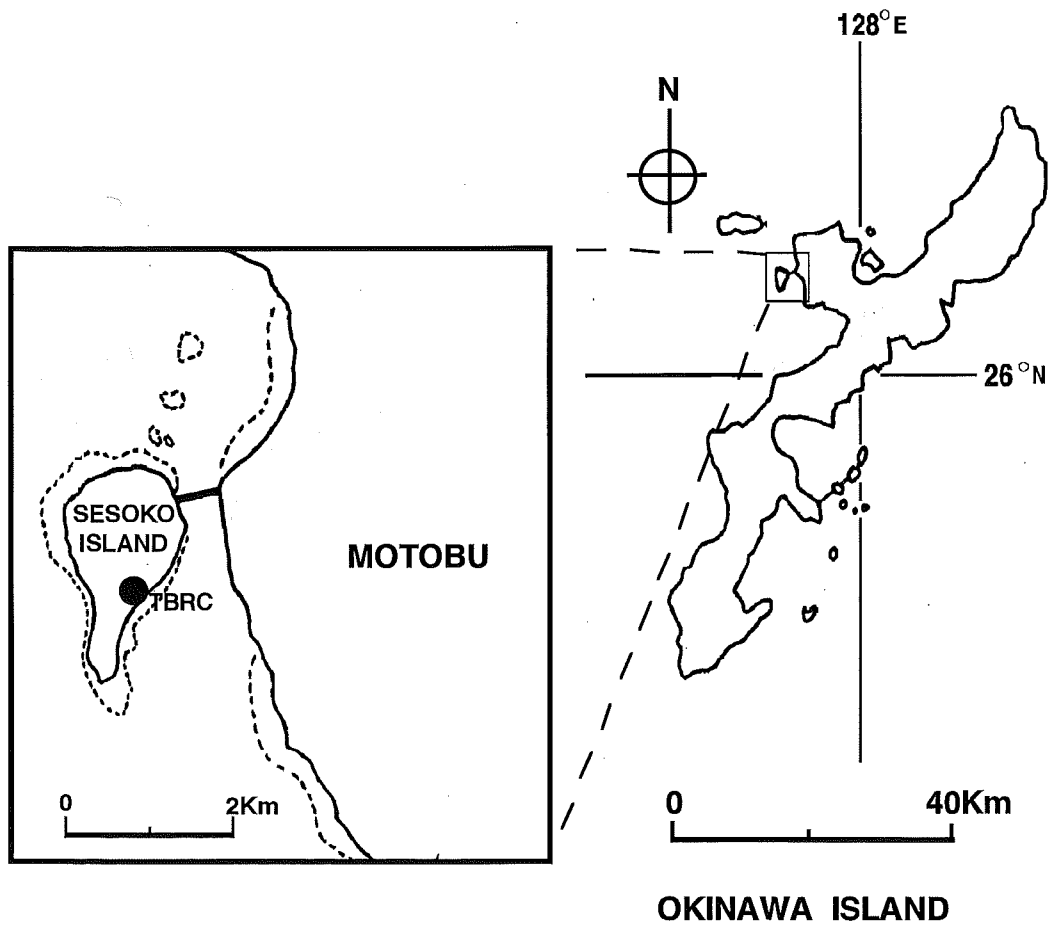 128°E
N
26°N
SESOKO
ISLAND
MOTOBU
TBRC
0 2Km
0 40Km
OKINAWA ISLAND